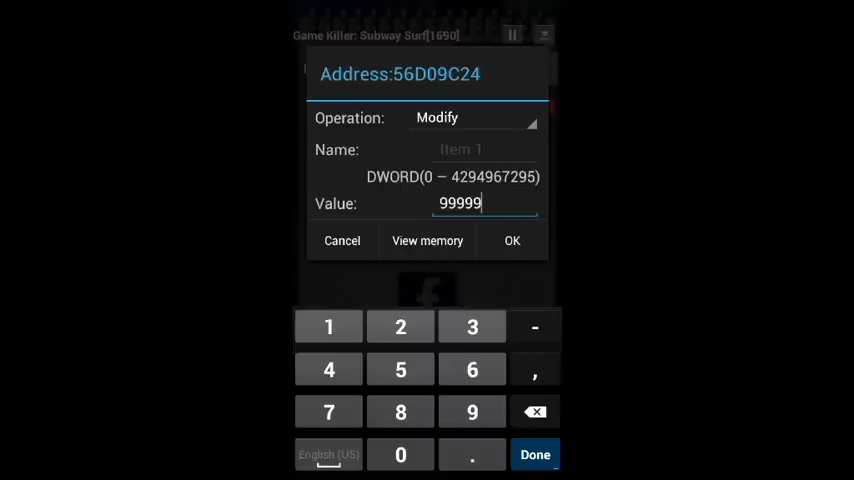 Game Killer: Subway Surf[1690]
Address:56D09C24
Operation: Modify
Name: Item 1
DWORD(0 – 4294967295)
Value: 99999
Cancel View memory OK
f
1 2 3 -
4 5 6 ,
7 8 9
English (US) 0 . Done